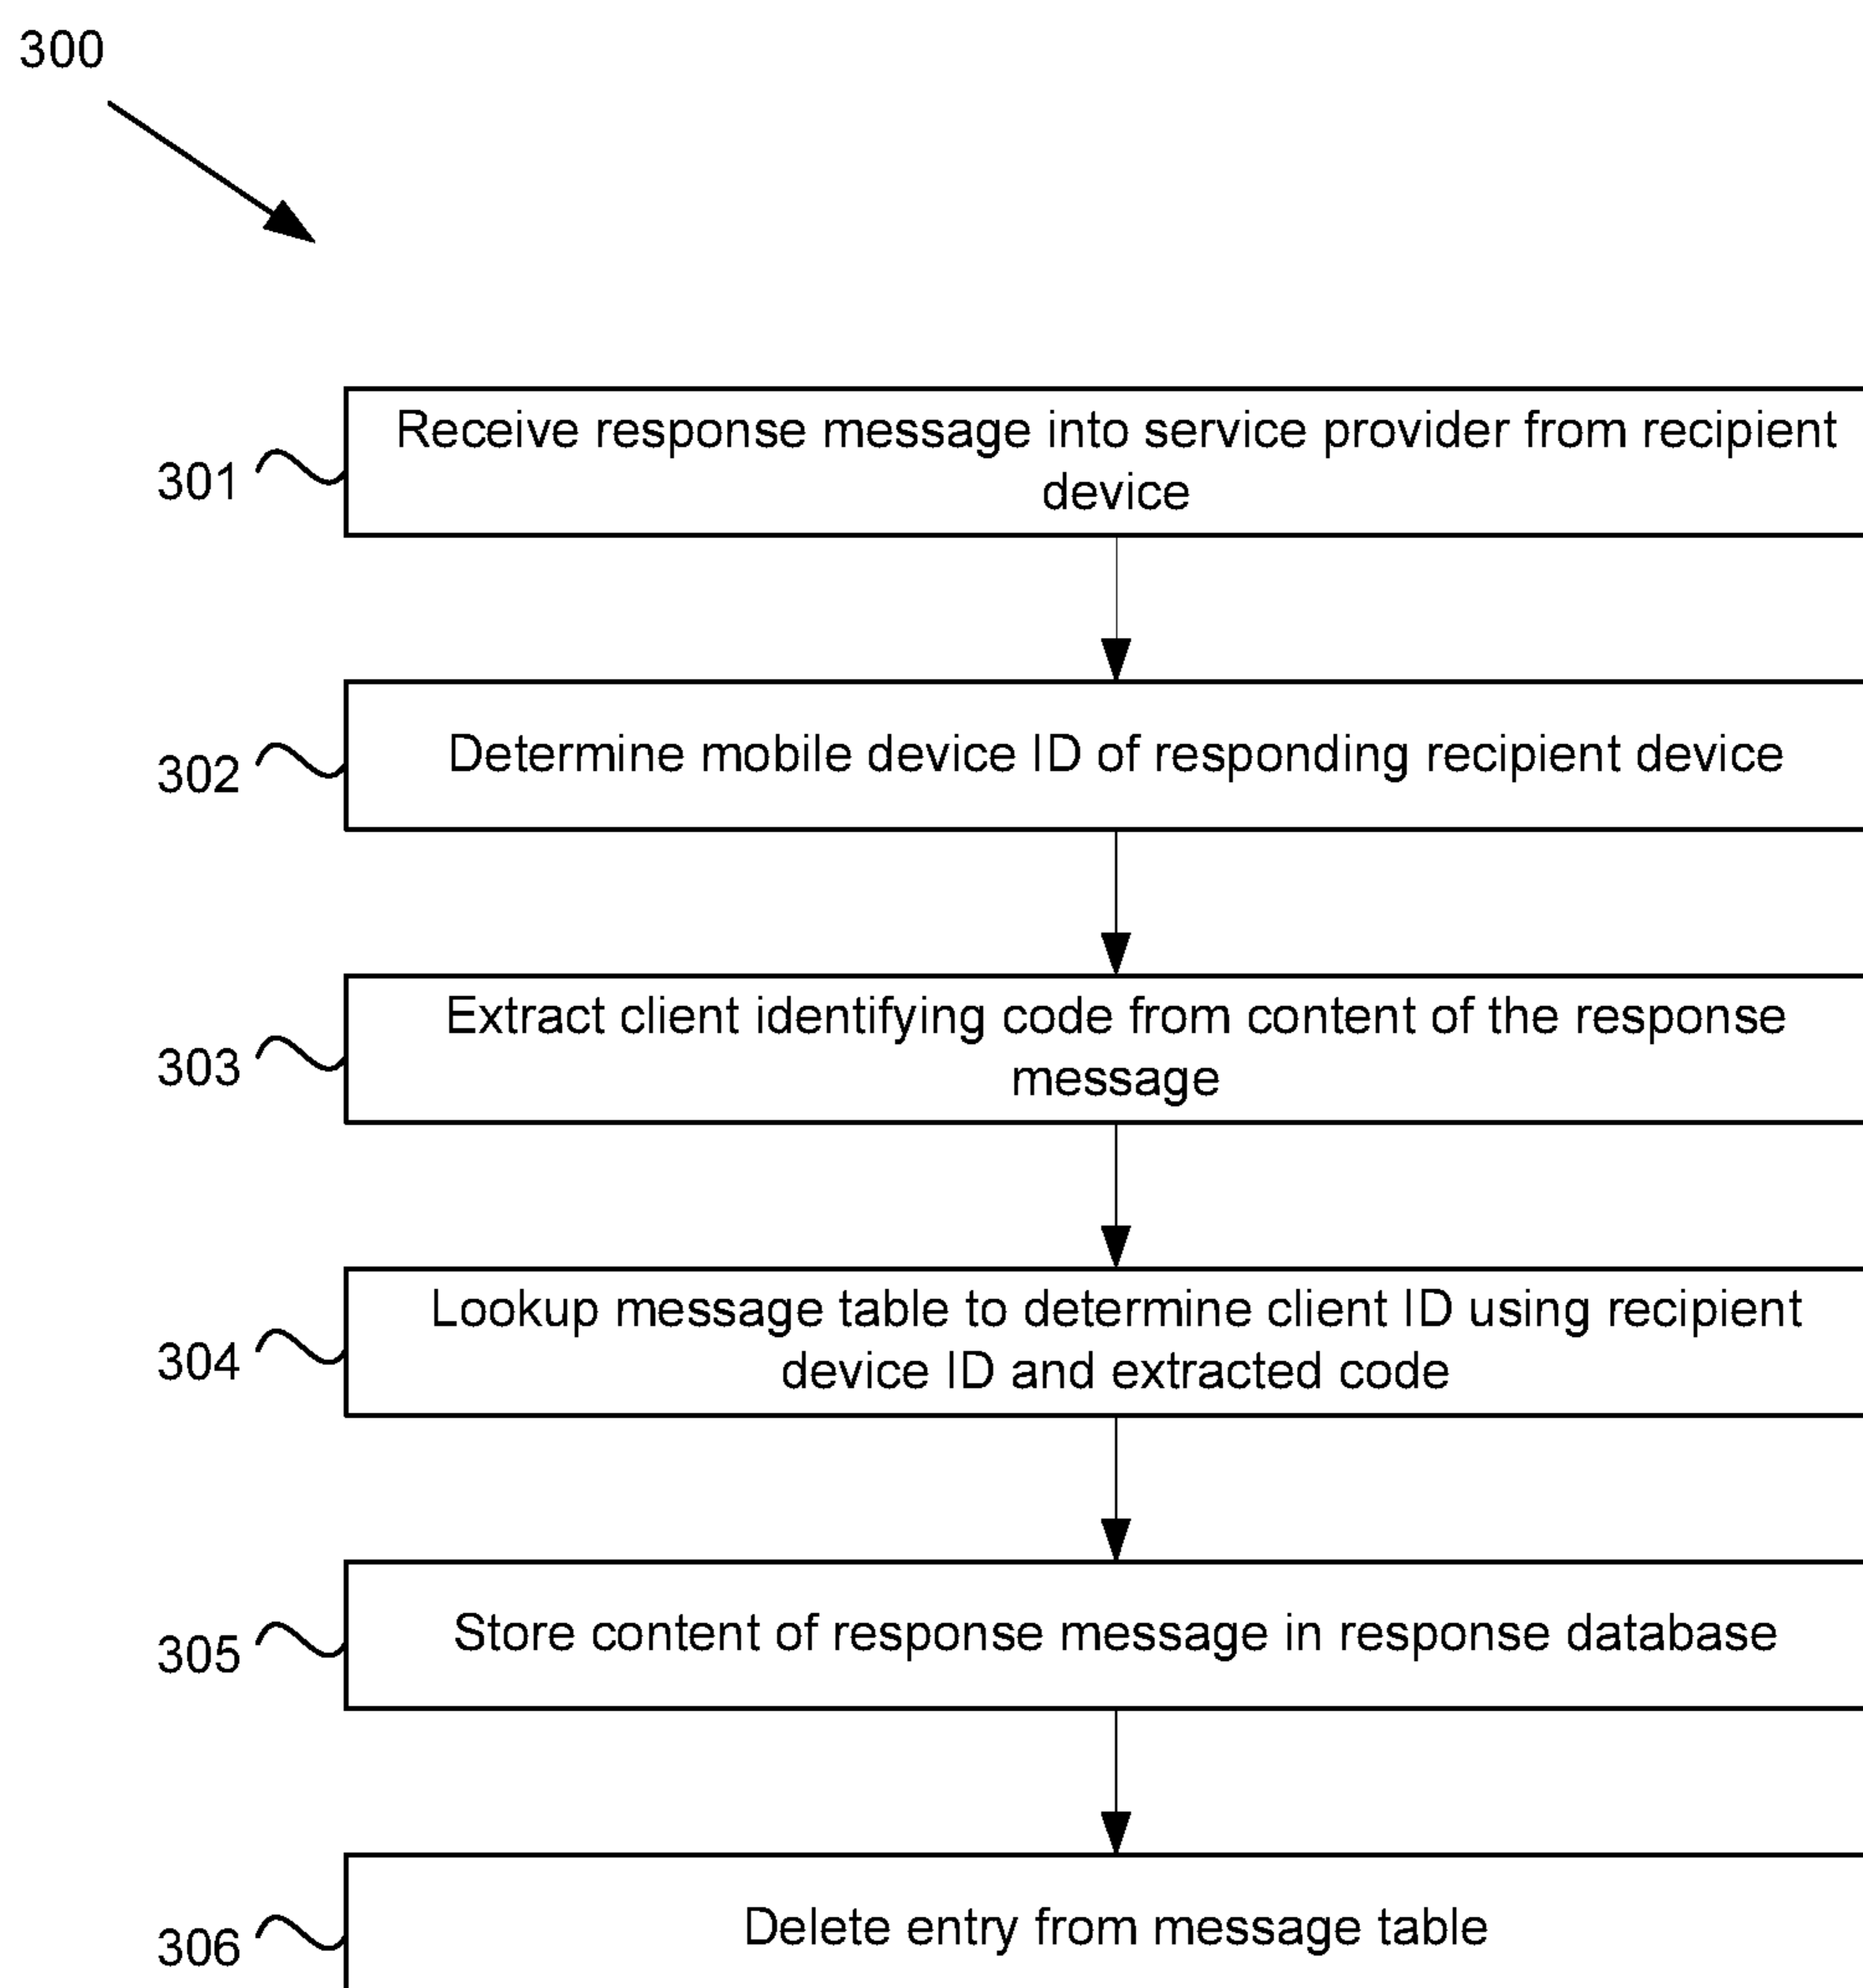 300
301
Receive response message into service provider from recipient
device
302
Determine mobile device ID of responding recipient device
303
Extract client identifying code from content of the response
message
304
Lookup message table to determine client ID using recipient
device ID and extracted code
305
Store content of response message in response database
306
Delete entry from message table